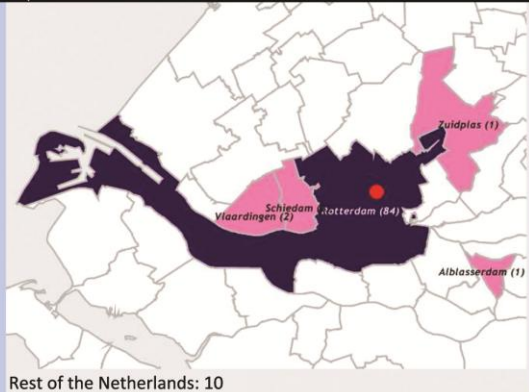 Zuidplas (1)
Schiedam
Rotterdam (84)
Vlaardingen (2)
Alblasserdam (1)
Rest of the Netherlands: 10